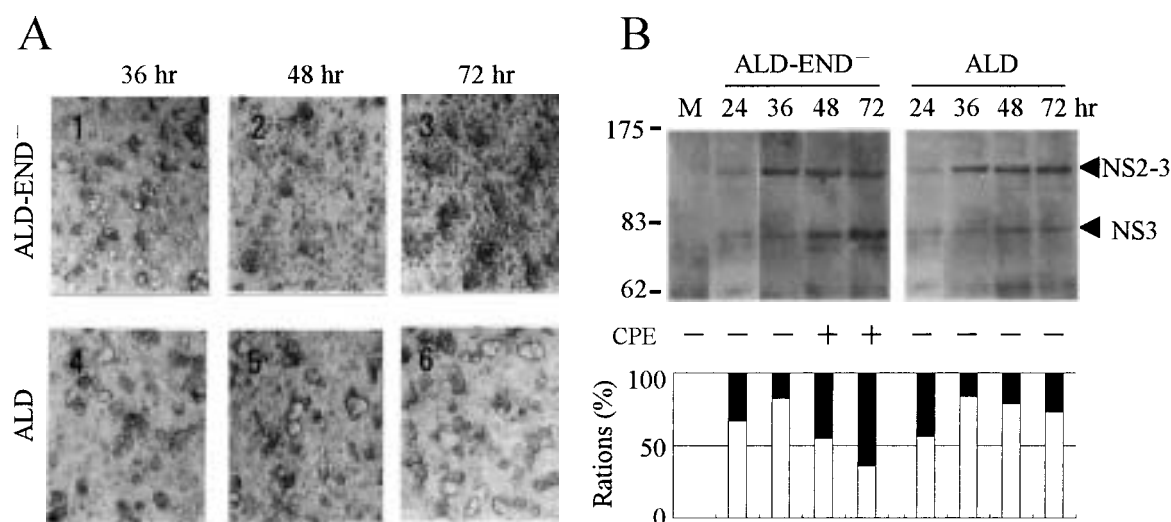 A
36 hr 48 hr 72 hr
ALD-END⁻
1 2 3
ALD
4 5 6
B
ALD-END⁻ ALD
M 24 36 48 72 24 36 48 72 hr
175
NS2-3
83
NS3
62
CPE − − − + + − − − −
Rations (%)
100
50
0